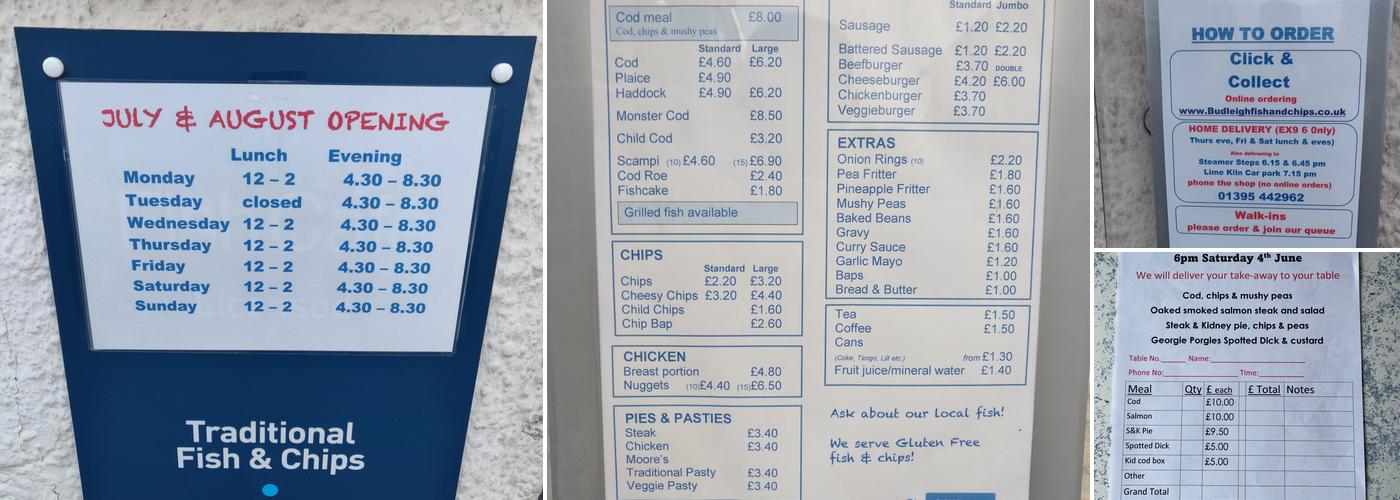 JULY & AUGUST OPENING
Lunch Evening
Monday 12 – 2 4.30 – 8.30
Tuesday closed 4.30 – 8.30
Wednesday 12 – 2 4.30 – 8.30
Thursday 12 – 2 4.30 – 8.30
Friday 12 – 2 4.30 – 8.30
Saturday 12 – 2 4.30 – 8.30
Sunday 12 – 2 4.30 – 8.30
Traditional
Fish & Chips
Cod meal £8.00
Cod, chips & mushy peas
Standard Large
Cod £4.60 £6.20
Plaice £4.90
Haddock £4.90 £6.20
Monster Cod £8.50
Child Cod £3.20
Scampi (10) £4.60 (15) £6.90
Cod Roe £2.40
Fishcake £1.80
Grilled fish available
CHIPS
Standard Large
Chips £2.20 £3.20
Cheesy Chips £3.20 £4.40
Child Chips £1.60
Chip Bap £2.60
CHICKEN
Breast portion £4.80
Nuggets (10)£4.40 (15)£6.50
PIES & PASTIES
Steak £3.40
Chicken £3.40
Moore's
Traditional Pasty £3.40
Veggie Pasty £3.40
Standard Jumbo
Sausage £1.20 £2.20
Battered Sausage £1.20 £2.20
Beefburger £3.70 DOUBLE
Cheeseburger £4.20 £6.00
Chickenburger £3.70
Veggieburger £3.70
EXTRAS
Onion Rings (10) £2.20
Pea Fritter £1.80
Pineapple Fritter £1.60
Mushy Peas £1.60
Baked Beans £1.60
Gravy £1.60
Curry Sauce £1.60
Garlic Mayo £1.20
Baps £1.00
Bread & Butter £1.00
Tea £1.50
Coffee £1.50
Cans
(Coke, Tango, Lilt etc.) from £1.30
Fruit juice/mineral water £1.40
Ask about our local fish!
We serve Gluten Free
fish & chips!
HOW TO ORDER
Click &
Collect
Online ordering
www.Budleighfishandchips.co.uk
HOME DELIVERY (EX9 6 0nly)
Thurs eve, Fri & Sat lunch & eves)
Also delivering to
Steamer Steps 6.15 & 6.45 pm
Lime Kiln Car park 7.15 pm
phone the shop (no online orders)
01395 442962
Walk-ins
please order & join our queue
6pm Saturday 4th June
We will deliver your take-away to your table
Cod, chips & mushy peas
Oaked smoked salmon steak and salad
Steak & Kidney pie, chips & peas
Georgie Porgies Spotted Dick & custard
Table No.______ Name:____________________
Phone No:________________ Time:____________
Meal Qty £ each £ Total Notes
Cod £10.00
Salmon £10.00
S&K Pie £9.50
Spotted Dick £5.00
Kid cod box £5.00
Other
Grand Total